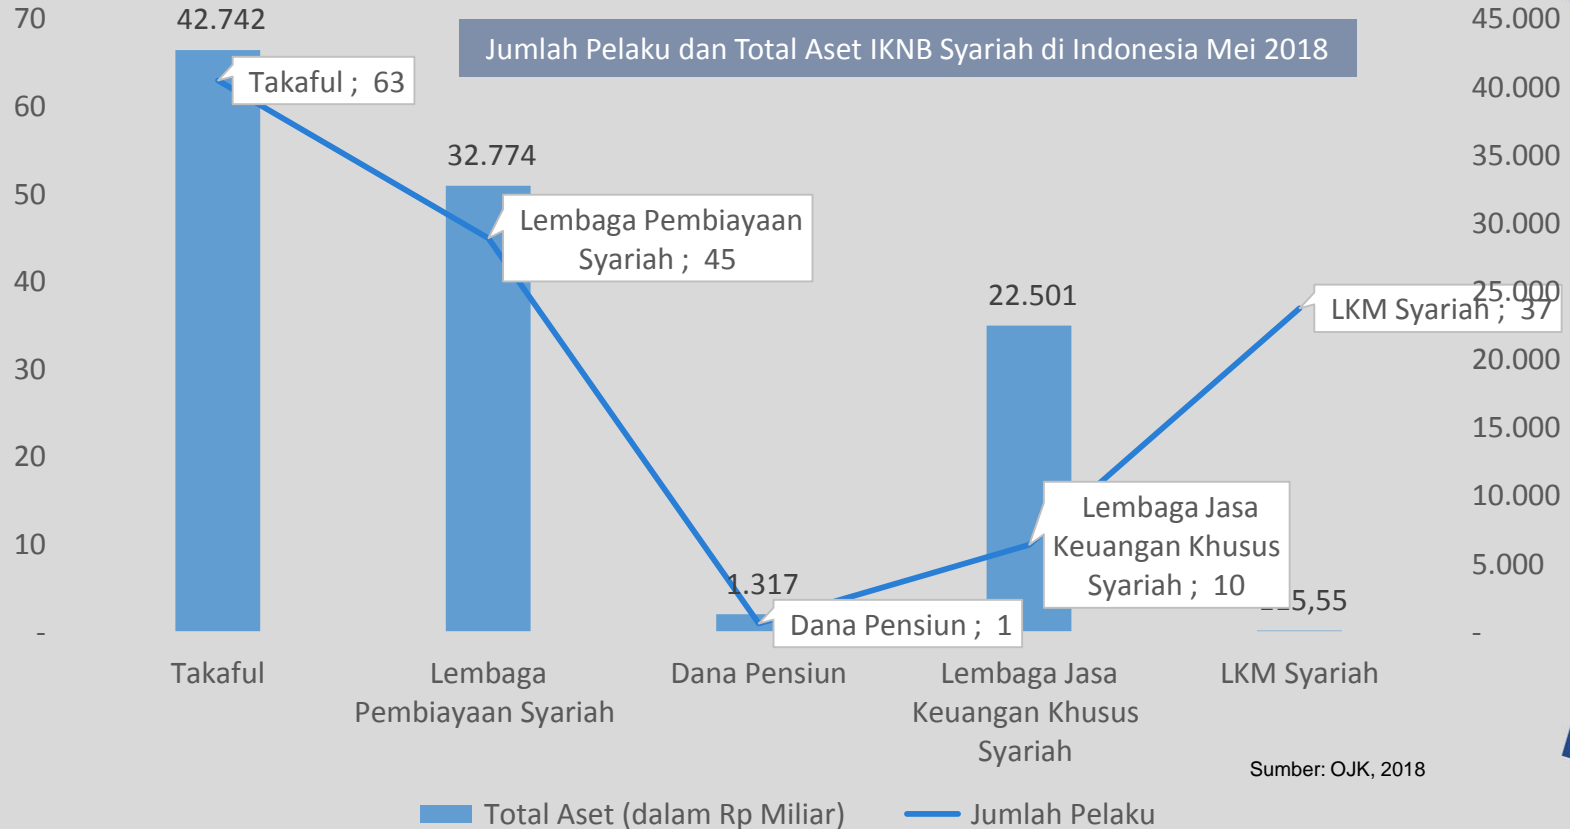 Jumlah Pelaku dan Total Aset IKNB Syariah di Indonesia Mei 2018
70
60
50
40
30
20
10
-
45.000
40.000
35.000
30.000
25.000
20.000
15.000
10.000
5.000
-
42.742
Takaful ; 63
32.774
Lembaga Pembiayaan
Syariah ; 45
1.317
Dana Pensiun ; 1
22.501
Lembaga Jasa
Keuangan Khusus
Syariah ; 10
LKM Syariah ; 37
Takaful
Lembaga
Pembiayaan Syariah
Dana Pensiun
Lembaga Jasa
Keuangan Khusus
Syariah
LKM Syariah
Sumber: OJK, 2018
Total Aset (dalam Rp Miliar)
Jumlah Pelaku